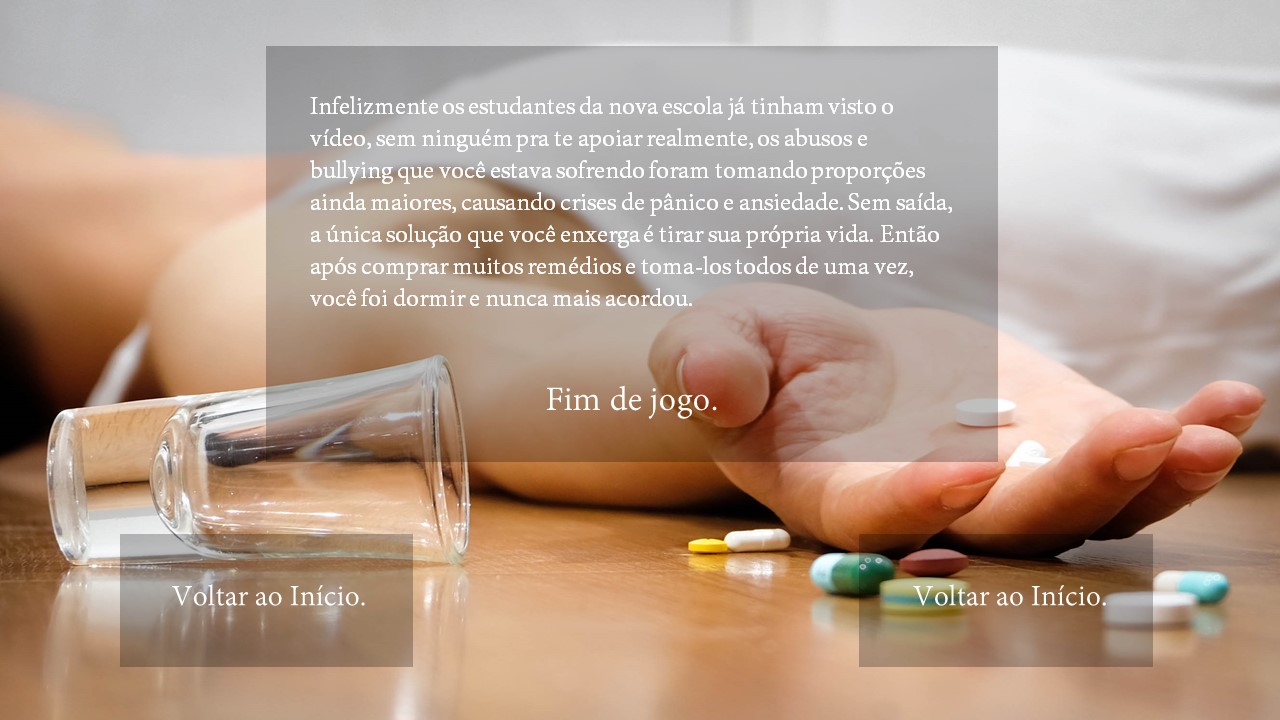 Infelizmente os estudantes da nova escola já tinham visto o
vídeo, sem ninguém pra te apoiar realmente, os abusos e
bullying que você estava sofrendo foram tomando proporções
ainda maiores, causando crises de pânico e ansiedade. Sem saída,
a única solução que você enxerga é tirar sua própria vida. Então
após comprar muitos remédios e toma-los todos de uma vez,
você foi dormir e nunca mais acordou.
Fim de jogo.
Voltar ao Início.
Voltar ao Início.